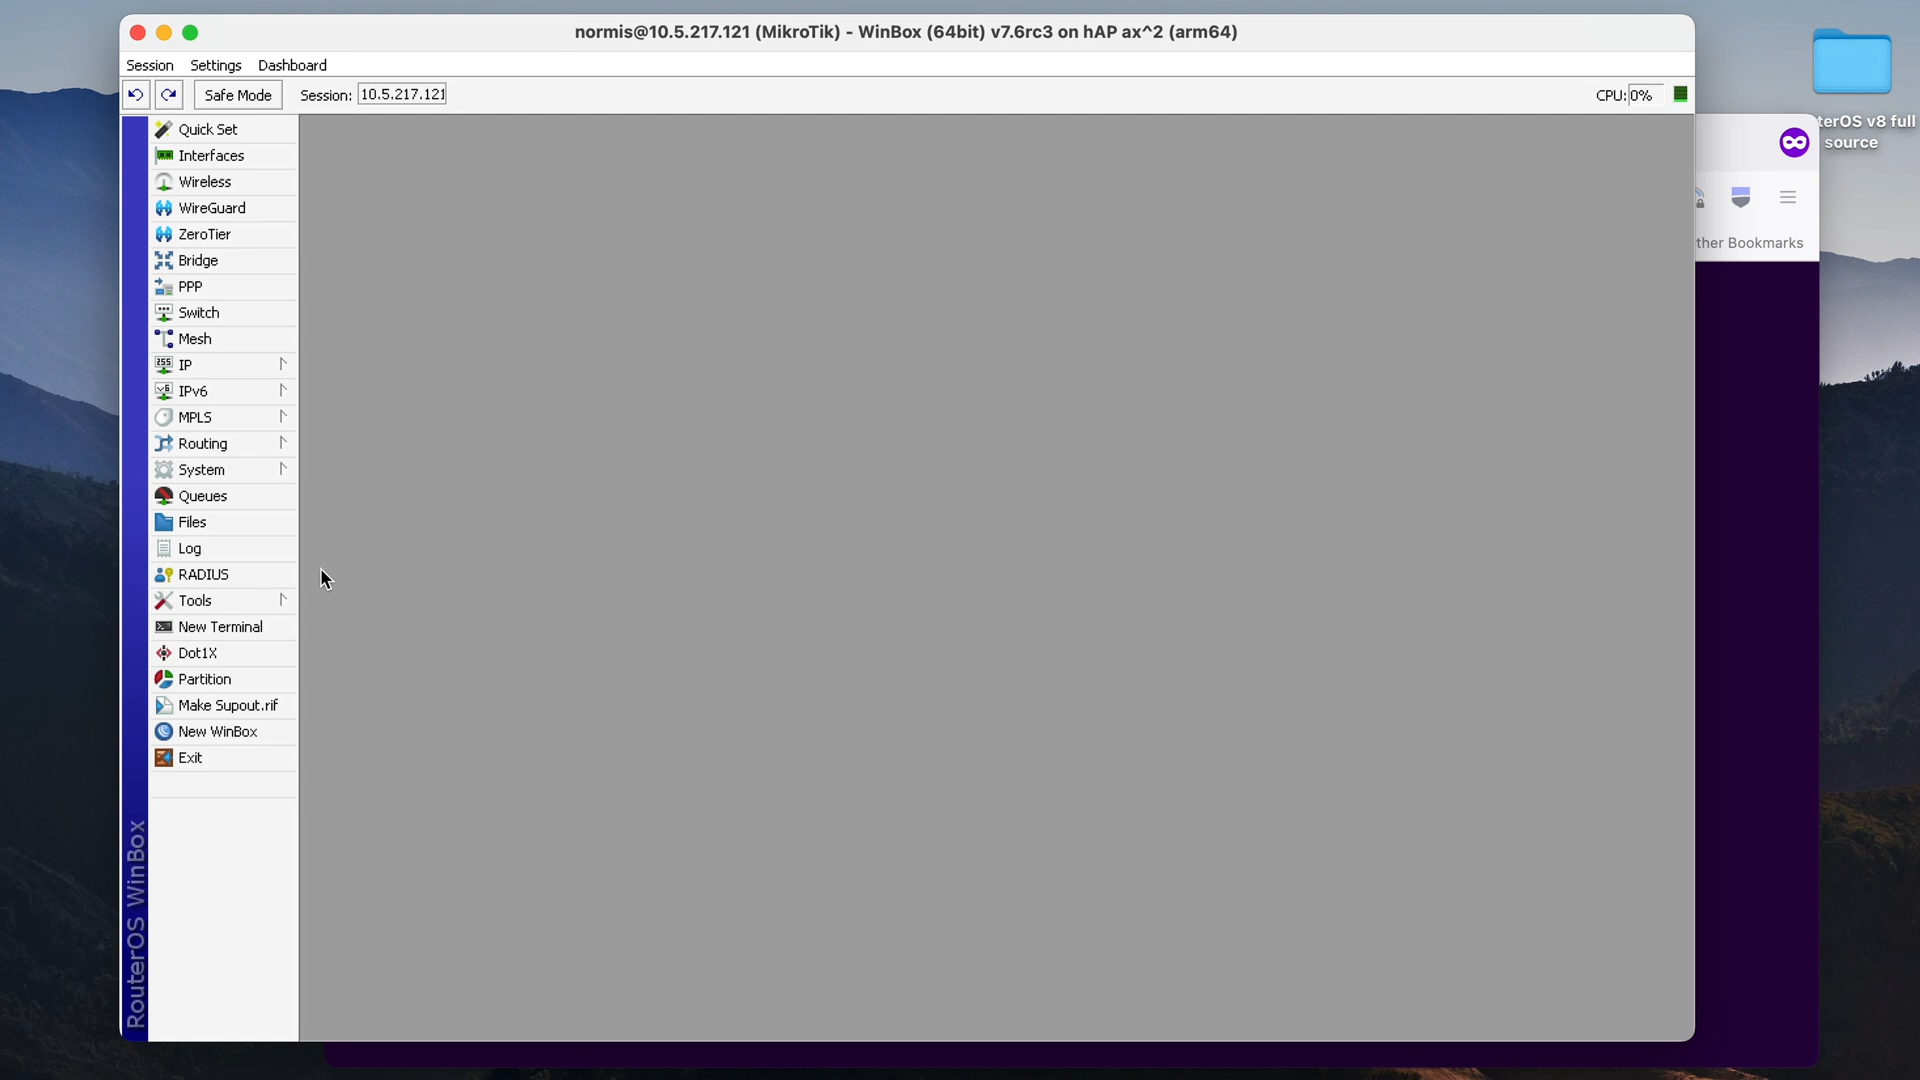 normis@10.5.217.121 (MikroTik) - WinBox (64bit) v7.6rc3 on hAP ax^2 (arm64)
Session Settings Dashboard
Safe Mode Session: 10.5.217.121 CPU: 0%
Quick Set
Interfaces
Wireless
WireGuard
ZeroTier
Bridge
PPP
Switch
Mesh
255 IP
v6 IPv6
MPLS
Routing
System
Queues
Files
Log
RADIUS
Tools
New Terminal
Dot1X
Partition
Make Supout.rif
New WinBox
Exit
RouterOS WinBox
terOS v8 full
source
ther Bookmarks